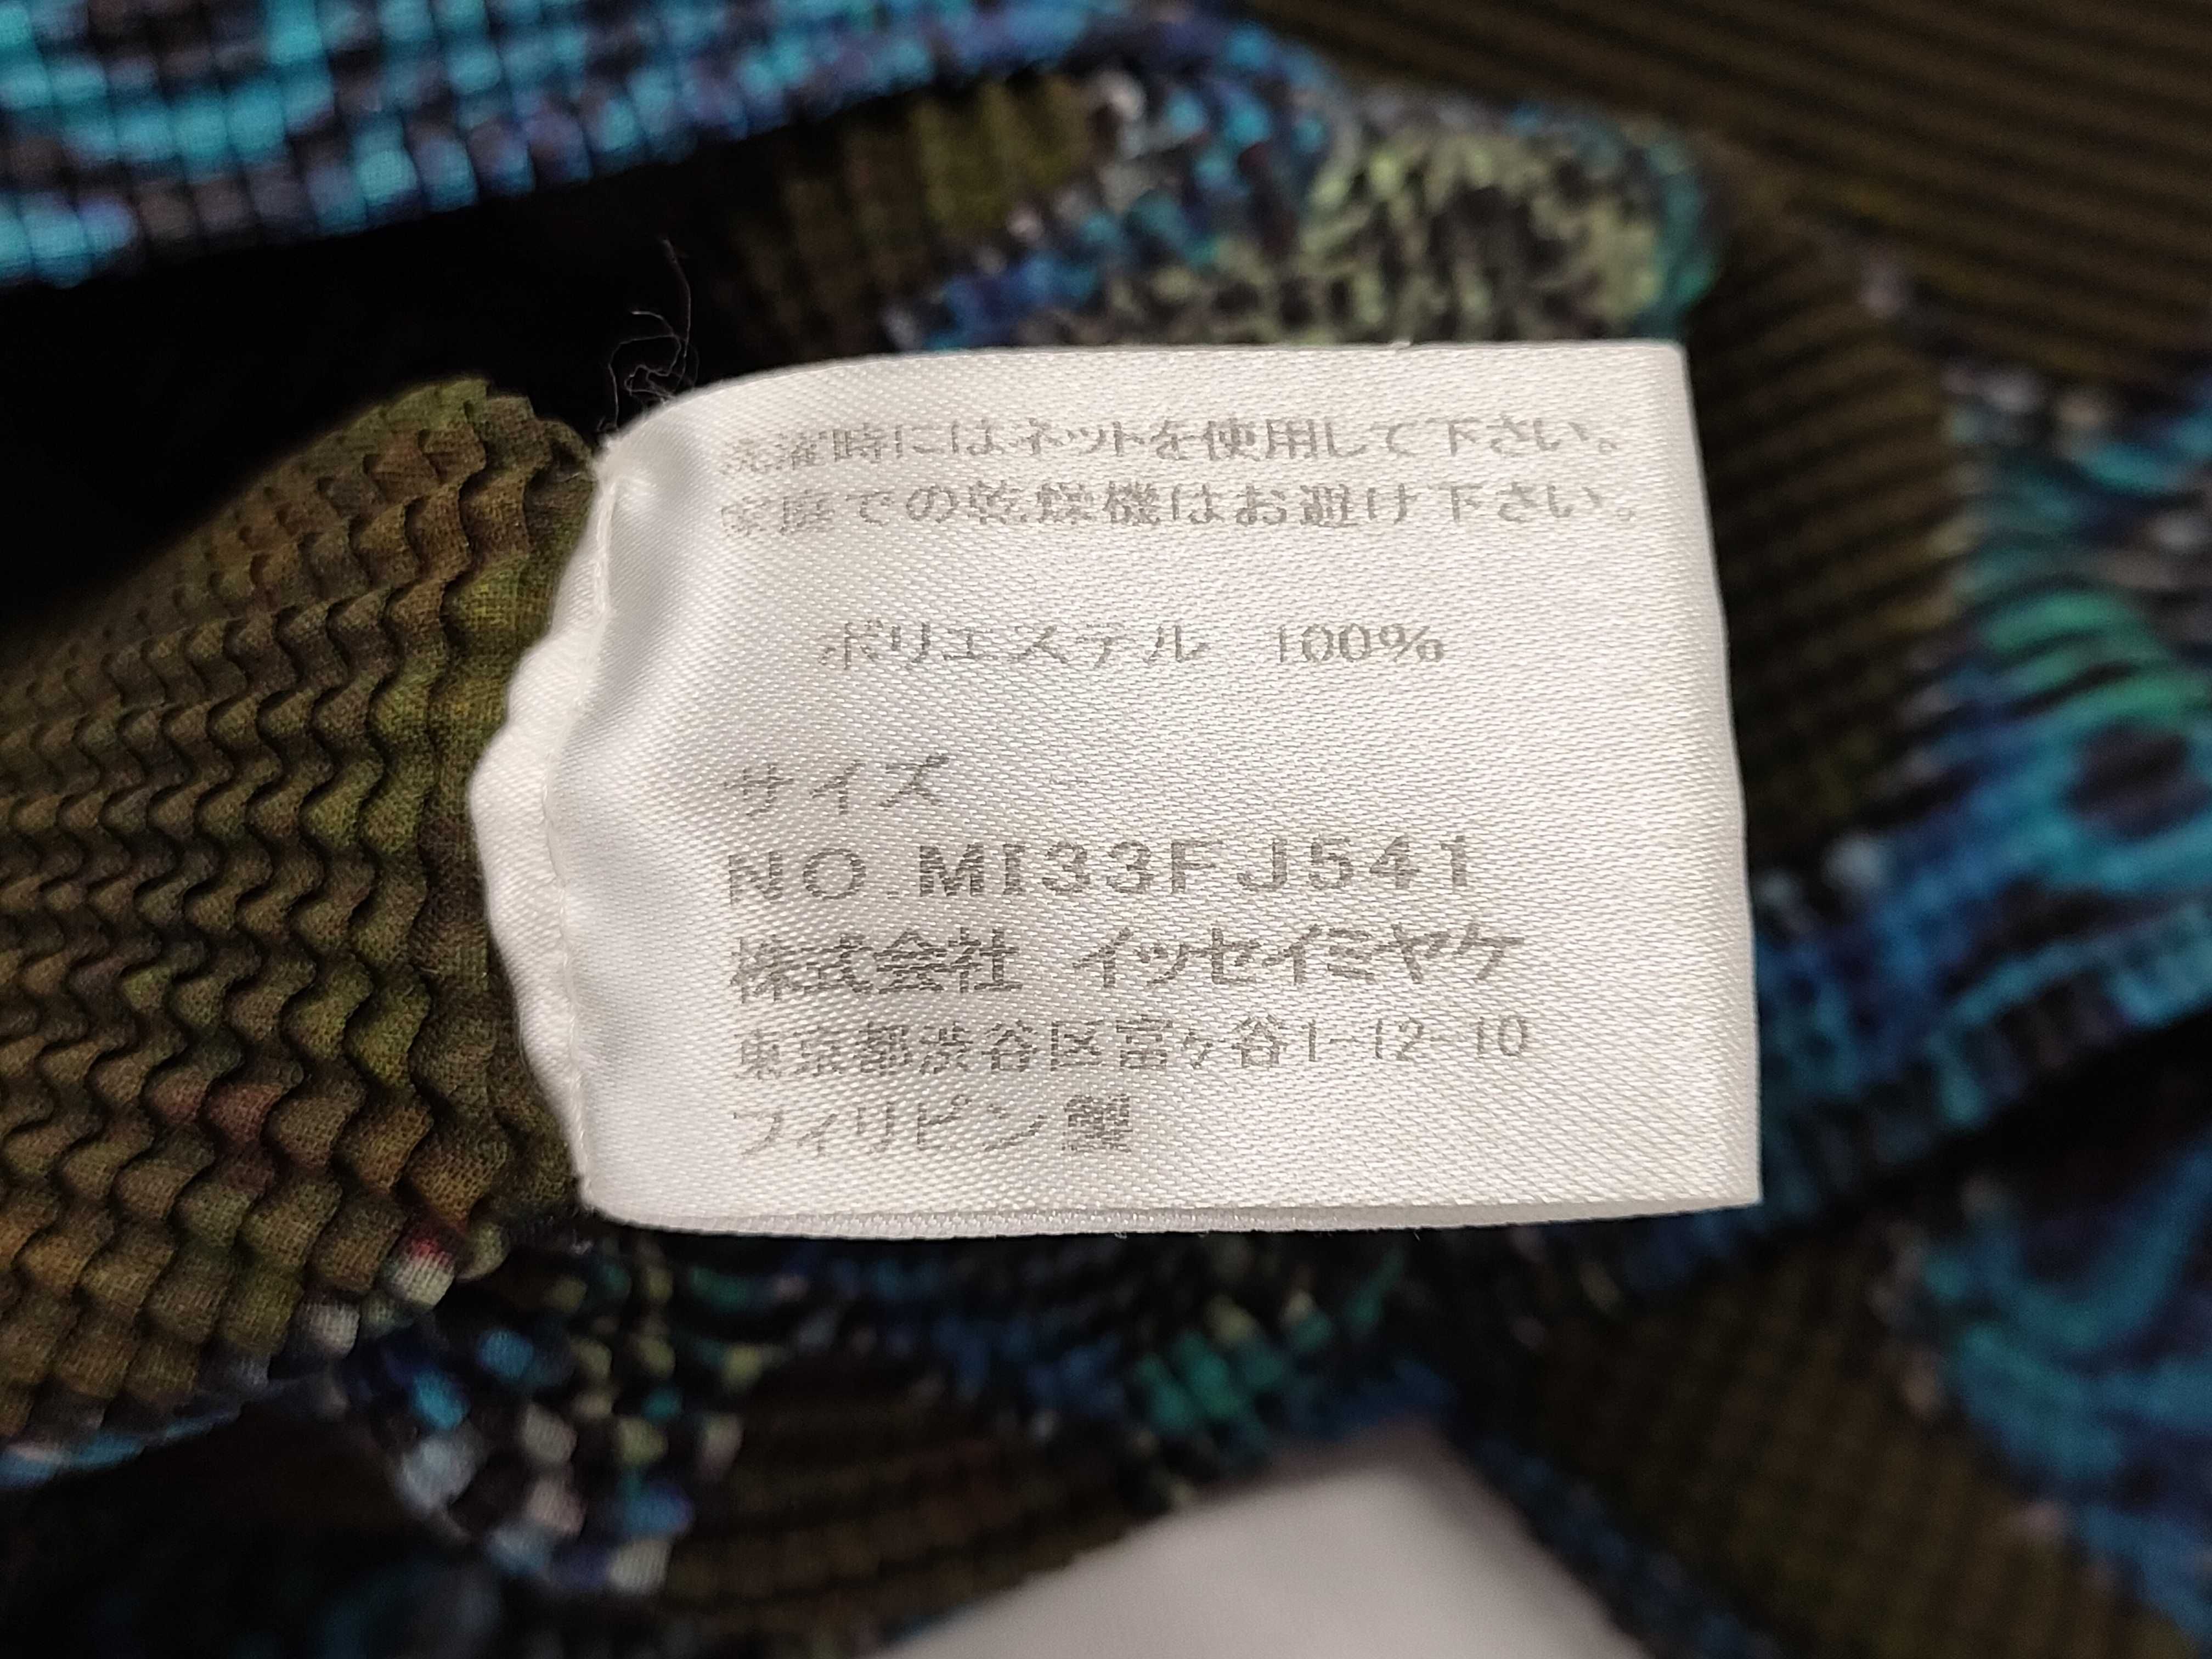 洗濯時にはネットを使用して下さい。
家庭での乾燥機はお避け下さい。
ポリエステル 100%
サイズ
NO.MI33FJ541
株式会社 イッセイミヤケ
東京都渋谷区富ヶ谷1-12-10
フィリピン製